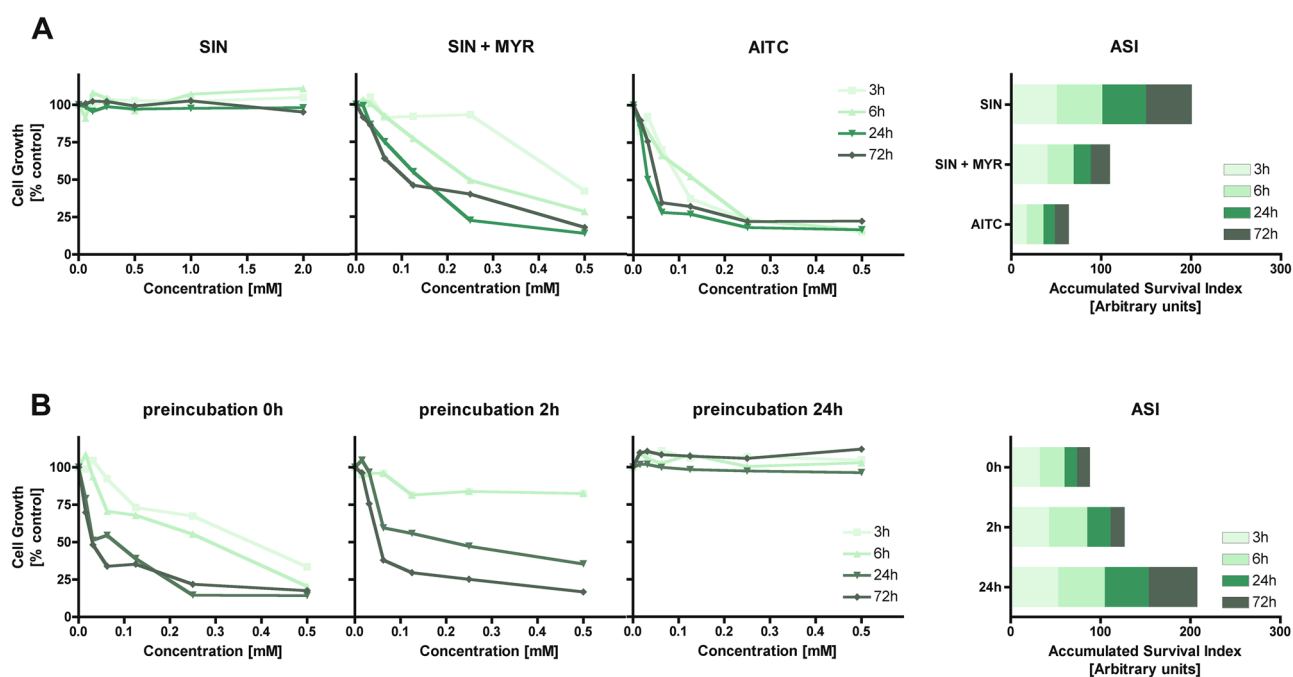 A
SIN
SIN + MYR
AITC
ASI
Cell Growth
[% control]
100
75
50
25
0
0.0
0.5
1.0
1.5
2.0
Concentration [mM]
0.0
0.1
0.2
0.3
0.4
0.5
Concentration [mM]
3h
6h
24h
72h
0.0
0.1
0.2
0.3
0.4
0.5
Concentration [mM]
SIN
SIN + MYR
AITC
3h
6h
24h
72h
0
100
200
300
Accumulated Survival Index
[Arbitrary units]
B
preincubation 0h
preincubation 2h
preincubation 24h
ASI
Cell Growth
[% control]
100
75
50
25
0
0.0
0.1
0.2
0.3
0.4
0.5
Concentration [mM]
0.0
0.1
0.2
0.3
0.4
0.5
Concentration [mM]
0.0
0.1
0.2
0.3
0.4
0.5
Concentration [mM]
3h
6h
24h
72h
0h
2h
24h
3h
6h
24h
72h
0
100
200
300
Accumulated Survival Index
[Arbitrary units]